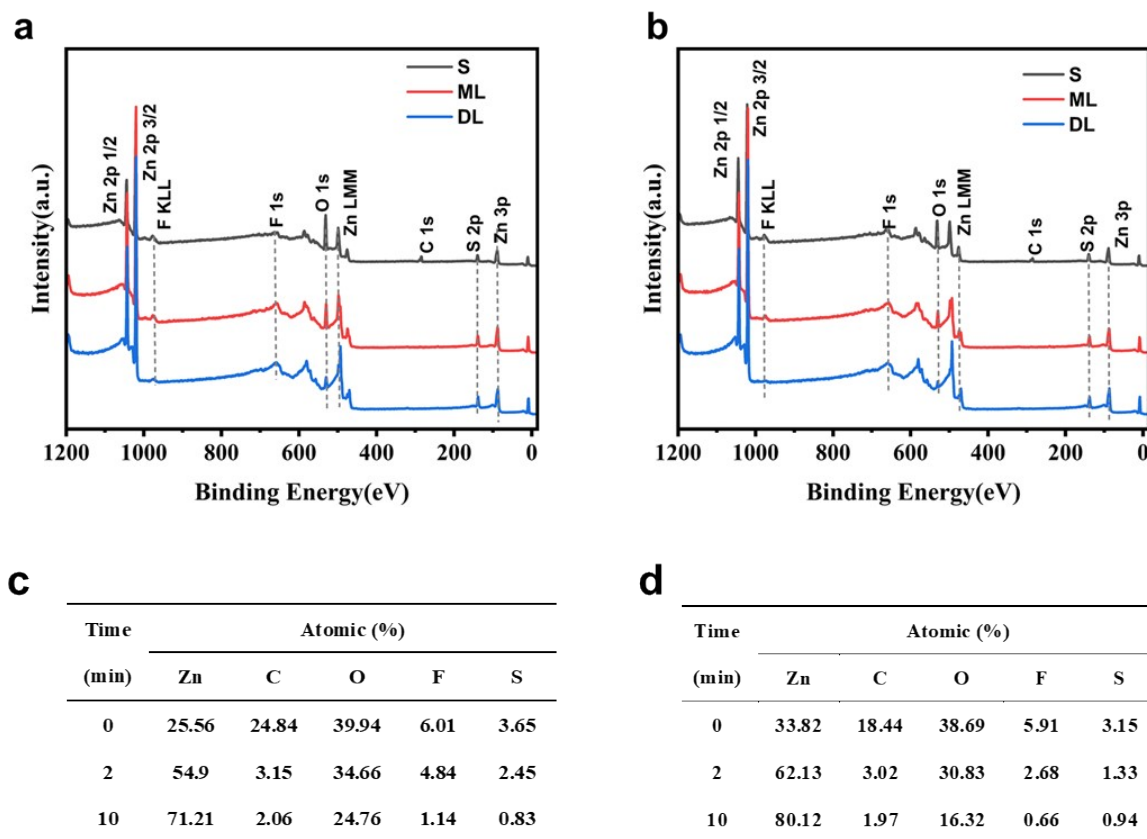 a
S
ML
DL
Zn 2p 1/2
Zn 2p 3/2
F KLL
F 1s
O 1s
Zn LMM
C 1s
S 2p
Zn 3p
Intensity(a.u.)
1200 1000 800 600 400 200 0
Binding Energy(eV)
b
S
ML
DL
Zn 2p 1/2
Zn 2p 3/2
F KLL
F 1s
O 1s
Zn LMM
C 1s
S 2p
Zn 3p
Intensity(a.u.)
1200 1000 800 600 400 200 0
Binding Energy(eV)
c
Time Atomic (%)
(min) Zn C O F S
0 25.56 24.84 39.94 6.01 3.65
2 54.9 3.15 34.66 4.84 2.45
10 71.21 2.06 24.76 1.14 0.83
d
Time Atomic (%)
(min) Zn C O F S
0 33.82 18.44 38.69 5.91 3.15
2 62.13 3.02 30.83 2.68 1.33
10 80.12 1.97 16.32 0.66 0.94